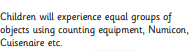 Children will experience equal groups of
objects using counting equipment, Numicon,
Cuisenaire etc.